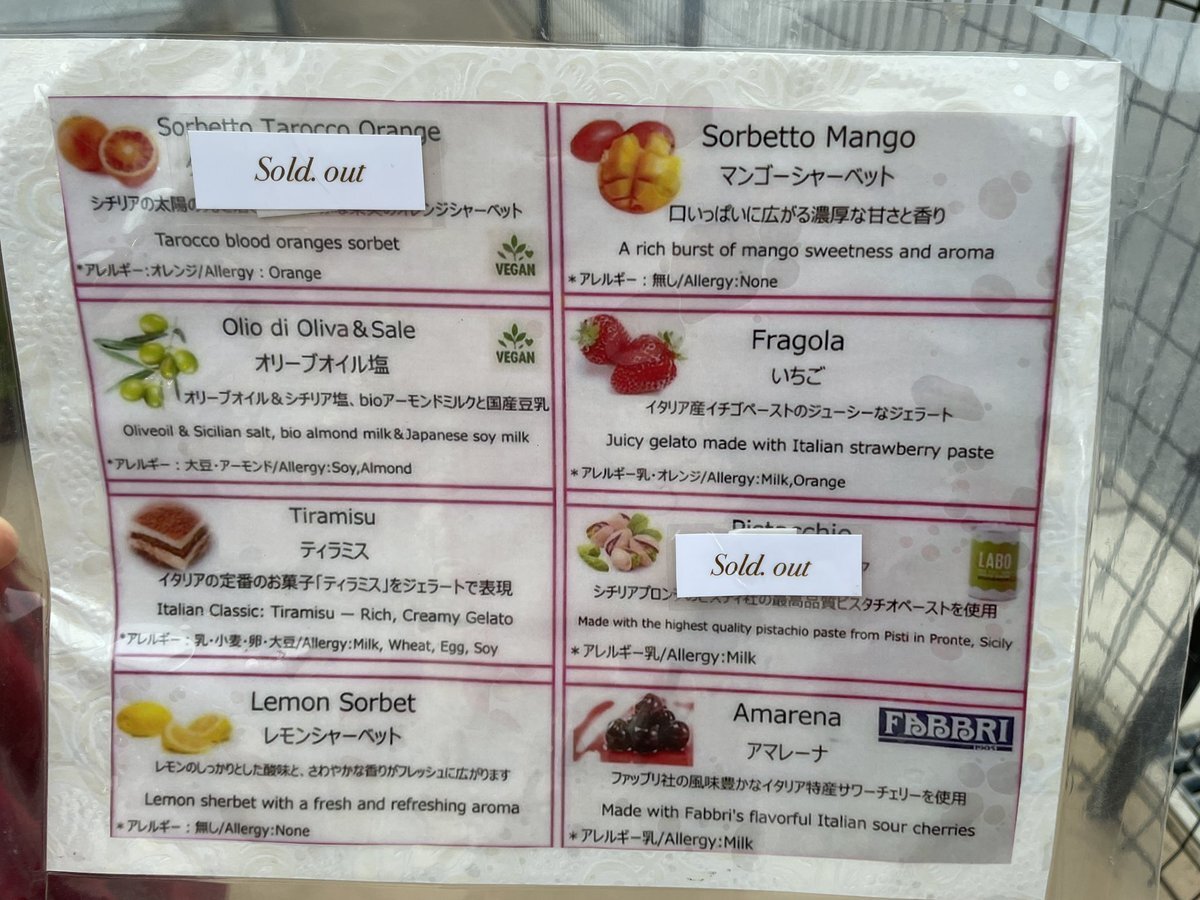 Sorbetto Tarocco Orange
Sold. out
シチリアの太陽の
オレンジシャーベット
Tarocco blood oranges sorbet
*アレルギー:オレンジ/Allergy : Orange
VEGAN
Olio di Oliva&Sale
オリーブオイル塩
VEGAN
オリーブオイル&シチリア塩、bioアーモンドミルクと国産豆乳
Oliveoil & Sicilian salt, bio almond milk&Japanese soy milk
*アレルギー : 大豆・アーモンド/Allergy:Soy,Almond
Tiramisu
ティラミス
イタリアの定番のお菓子「ティラミス」をジェラートで表現
Italian Classic: Tiramisu — Rich, Creamy Gelato
*アレルギー : 乳・小麦・卵・大豆/Allergy:Milk, Wheat, Egg, Soy
Lemon Sorbet
レモンシャーベット
レモンのしっかりとした酸味と、さわやかな香りがフレッシュに広がります
Lemon sherbet with a fresh and refreshing aroma
*アレルギー : 無し/Allergy:None
Sorbetto Mango
マンゴーシャーベット
口いっぱいに広がる濃厚な甘さと香り
A rich burst of mango sweetness and aroma
*アレルギー : 無し/Allergy:None
Fragola
いちご
イタリア産イチゴペーストのジューシーなジェラート
Juicy gelato made with Italian strawberry paste
*アレルギー乳・オレンジ/Allergy:Milk,Orange
Pistacchio
Sold. out
LABO
シチリアブロンテのピスティ社の最高品質ピスタチオペーストを使用
Made with the highest quality pistachio paste from Pisti in Pronte, Sicily
*アレルギー乳/Allergy:Milk
Amarena
FABBRI
1905
アマレーナ
ファッブリ社の風味豊かなイタリア特産サワーチェリーを使用
Made with Fabbri's flavorful Italian sour cherries
*アレルギー乳/Allergy:Milk